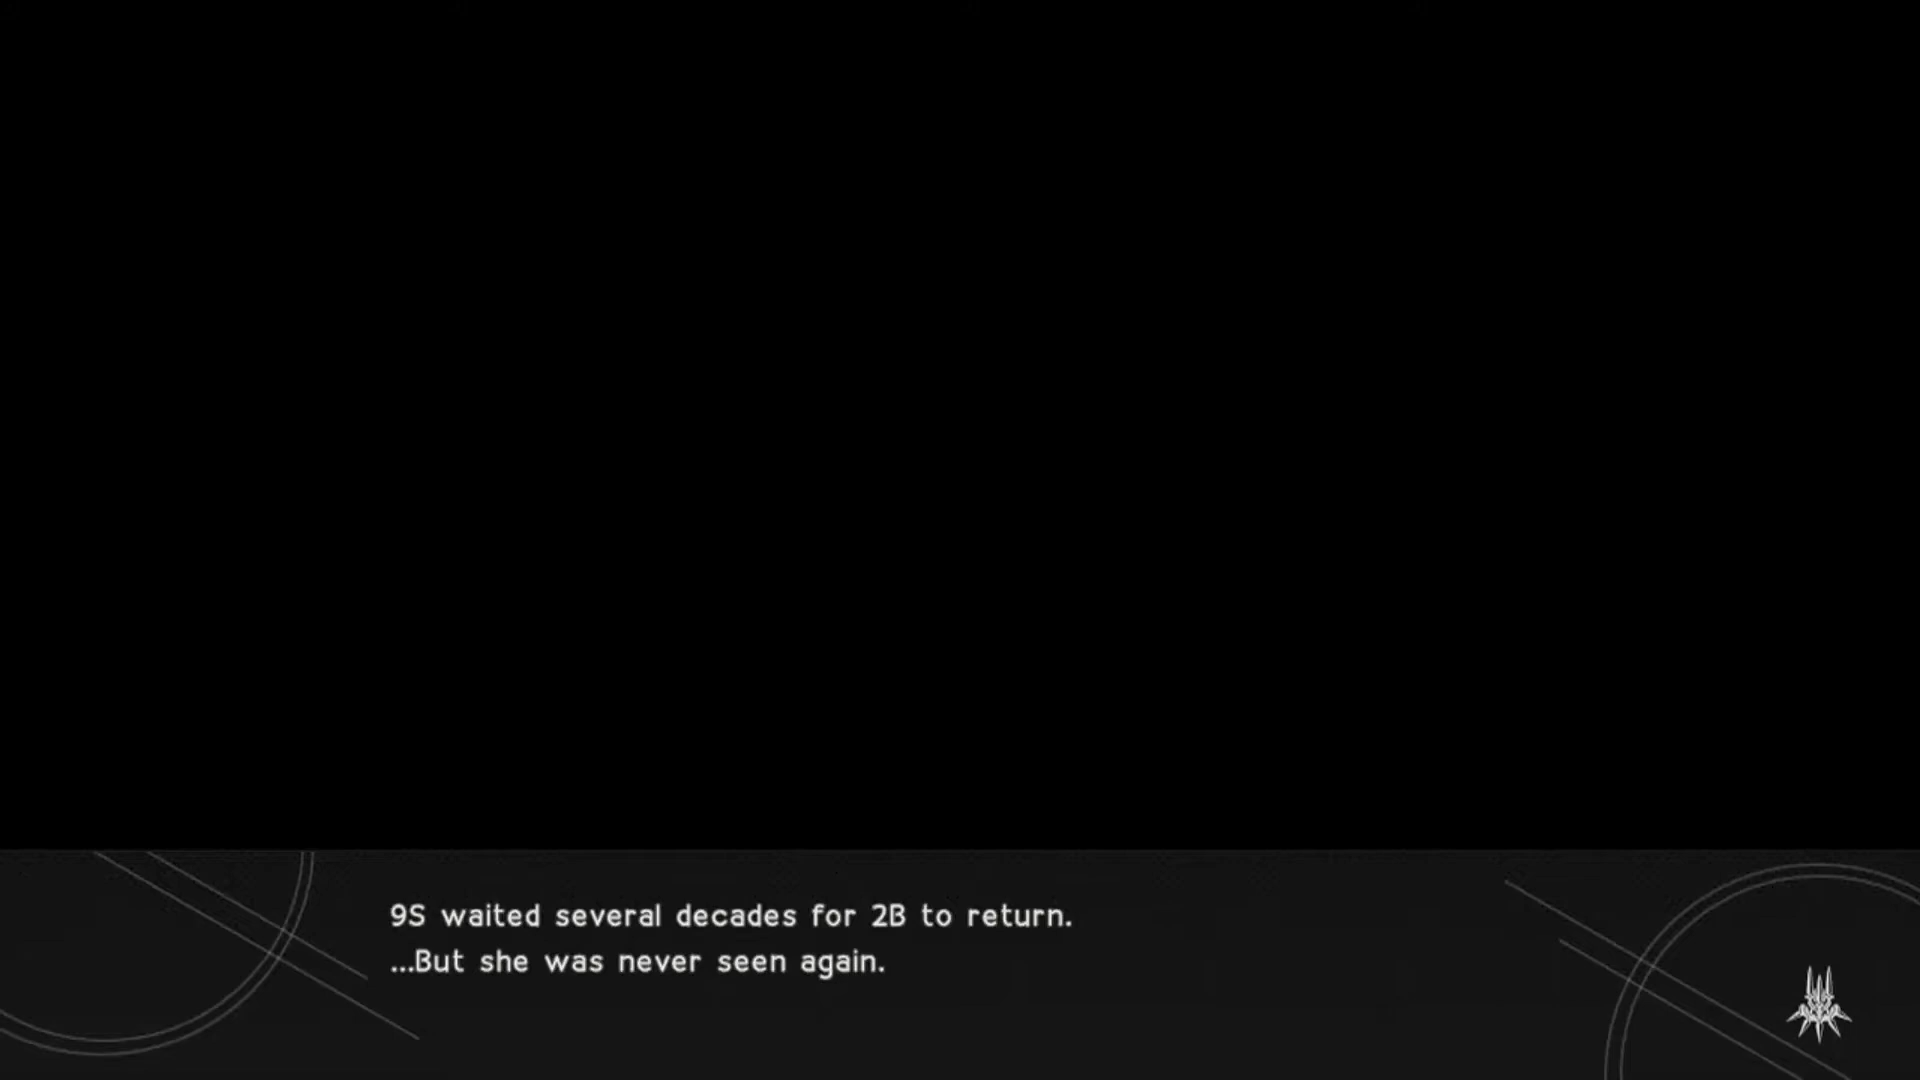 9S waited several decades for 2B to return.
...But she was never seen again.